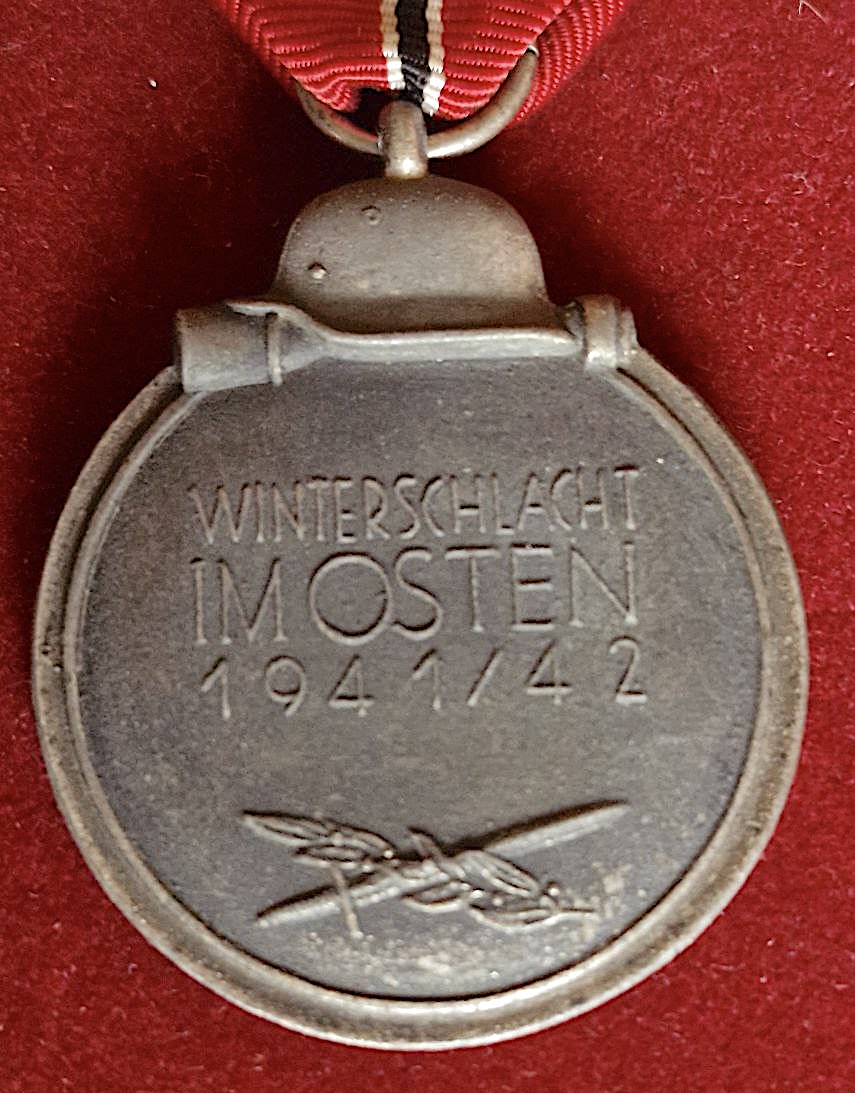 WINTERSCHLACHT
IM OSTEN
1941/42